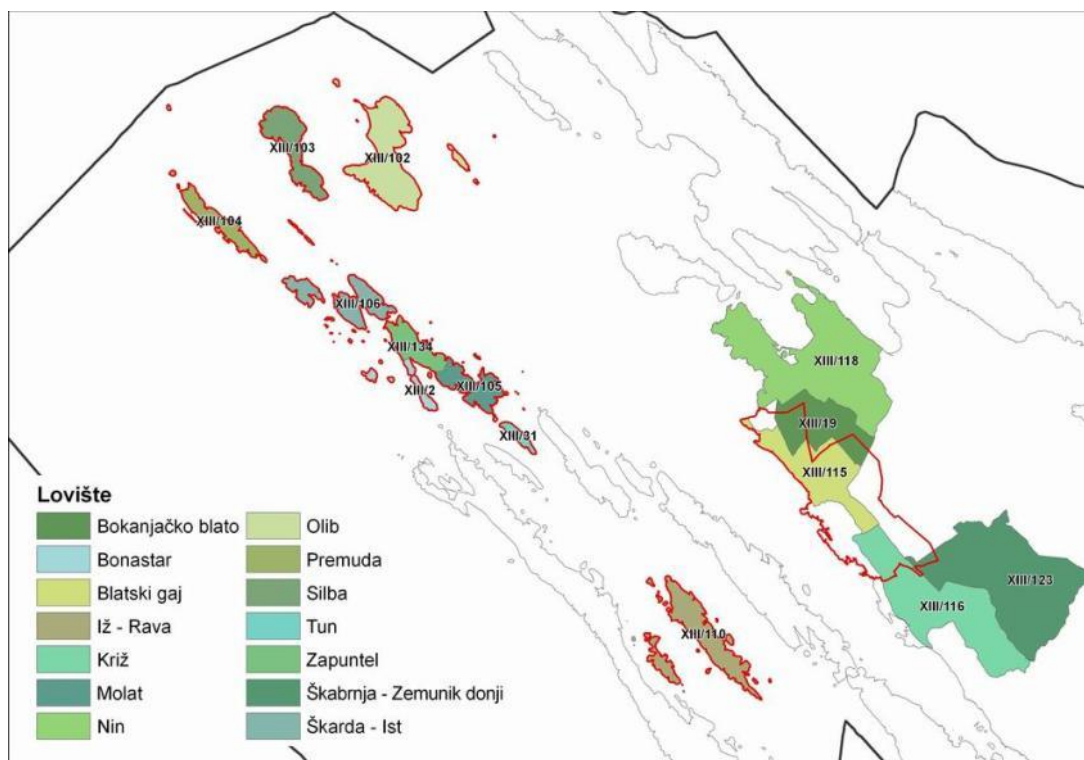 XIII/103
XIII/102
XIII/104
XIII/106
XIII/134
XIII/2
XIII/105
XIII/31
XIII/118
XIII/19
XIII/115
XIII/123
XIII/116
XIII/110
Lovište
Bokanjačko blato
Bonastar
Blatski gaj
Iž - Rava
Križ
Molat
Nin
Olib
Premuda
Silba
Tun
Zapuntel
Škabrnja - Zemunik donji
Škarda - Ist